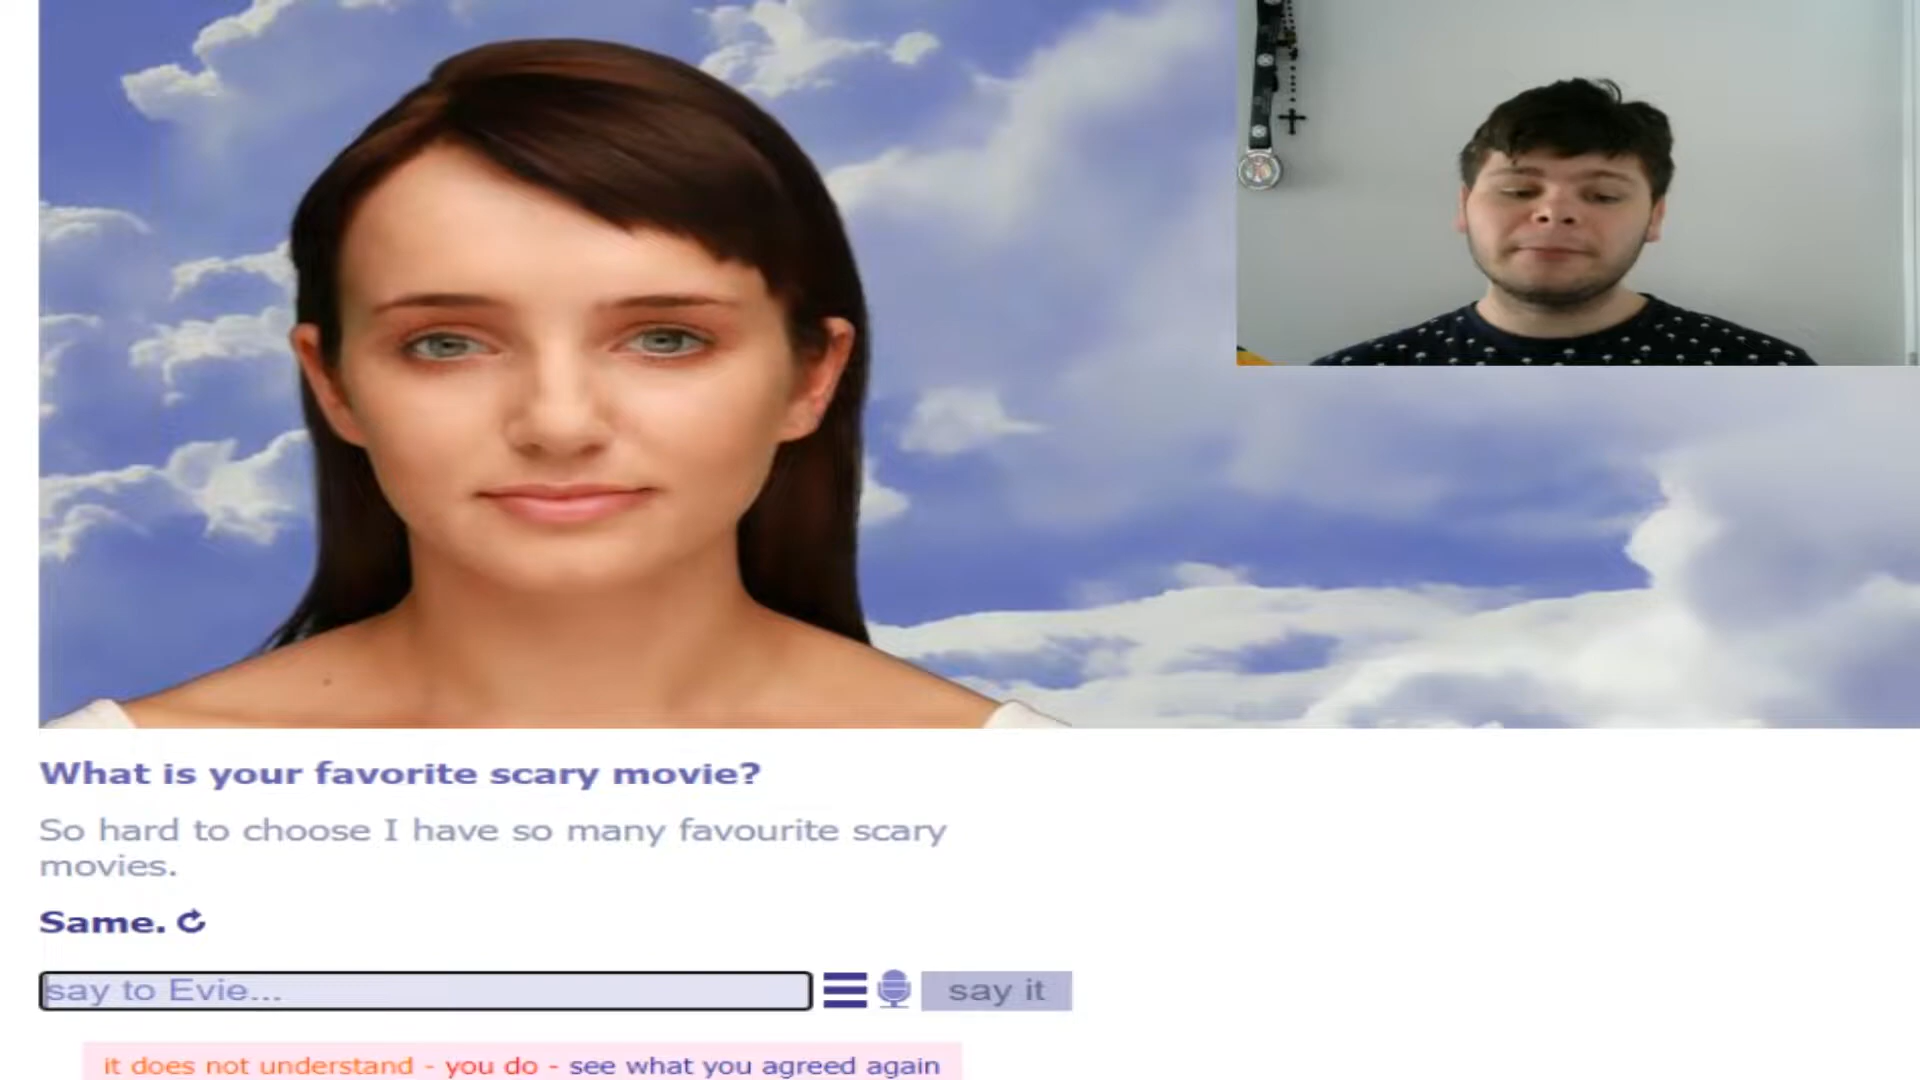 What is your favorite scary movie?
So hard to choose I have so many favourite scary
movies.
Same.
say to Evie...
say it
it does not understand - you do - see what you agreed again